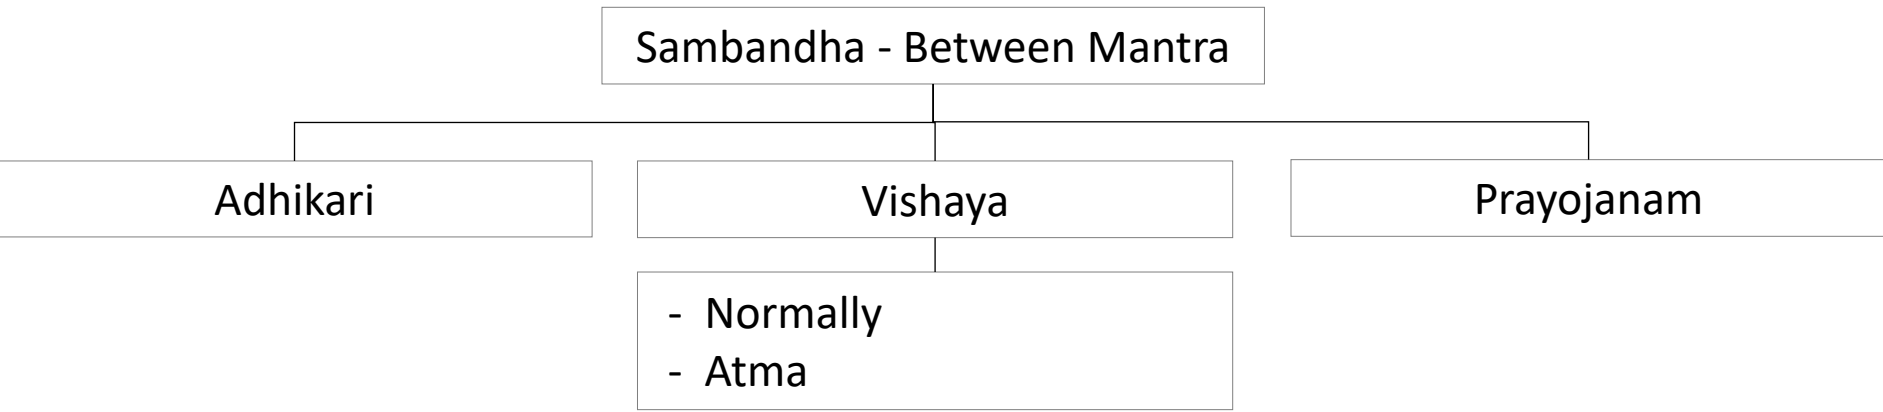 Sambandha - Between Mantra
Adhikari
Vishaya
Prayojanam
- Normally
- Atma